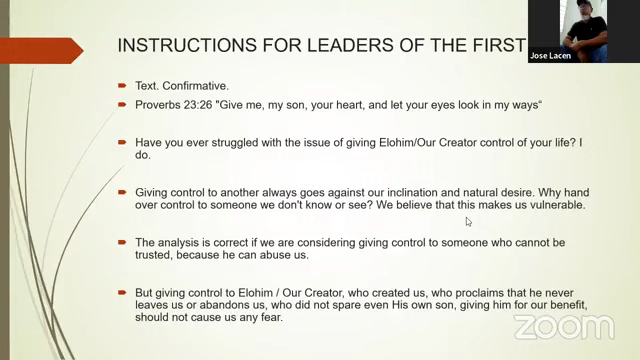 INSTRUCTIONS FOR LEADERS OF THE FIRST
Jose Lacen
Text. Confirmative.
Proverbs 23:26 "Give me, my son, your heart, and let your eyes look in my ways“
Have you ever struggled with the issue of giving Elohim/Our Creator control of your life? I
do.
Giving control to another always goes against our inclination and natural desire. Why hand
over control to someone we don't know or see? We believe that this makes us vulnerable.
The analysis is correct if we are considering giving control to someone who cannot be
trusted, because he can abuse us.
But giving control to Elohim / Our Creator, who created us, who proclaims that he never
leaves us or abandons us, who did not spare even His own son, giving him for our benefit,
should not cause us any fear.
zoom